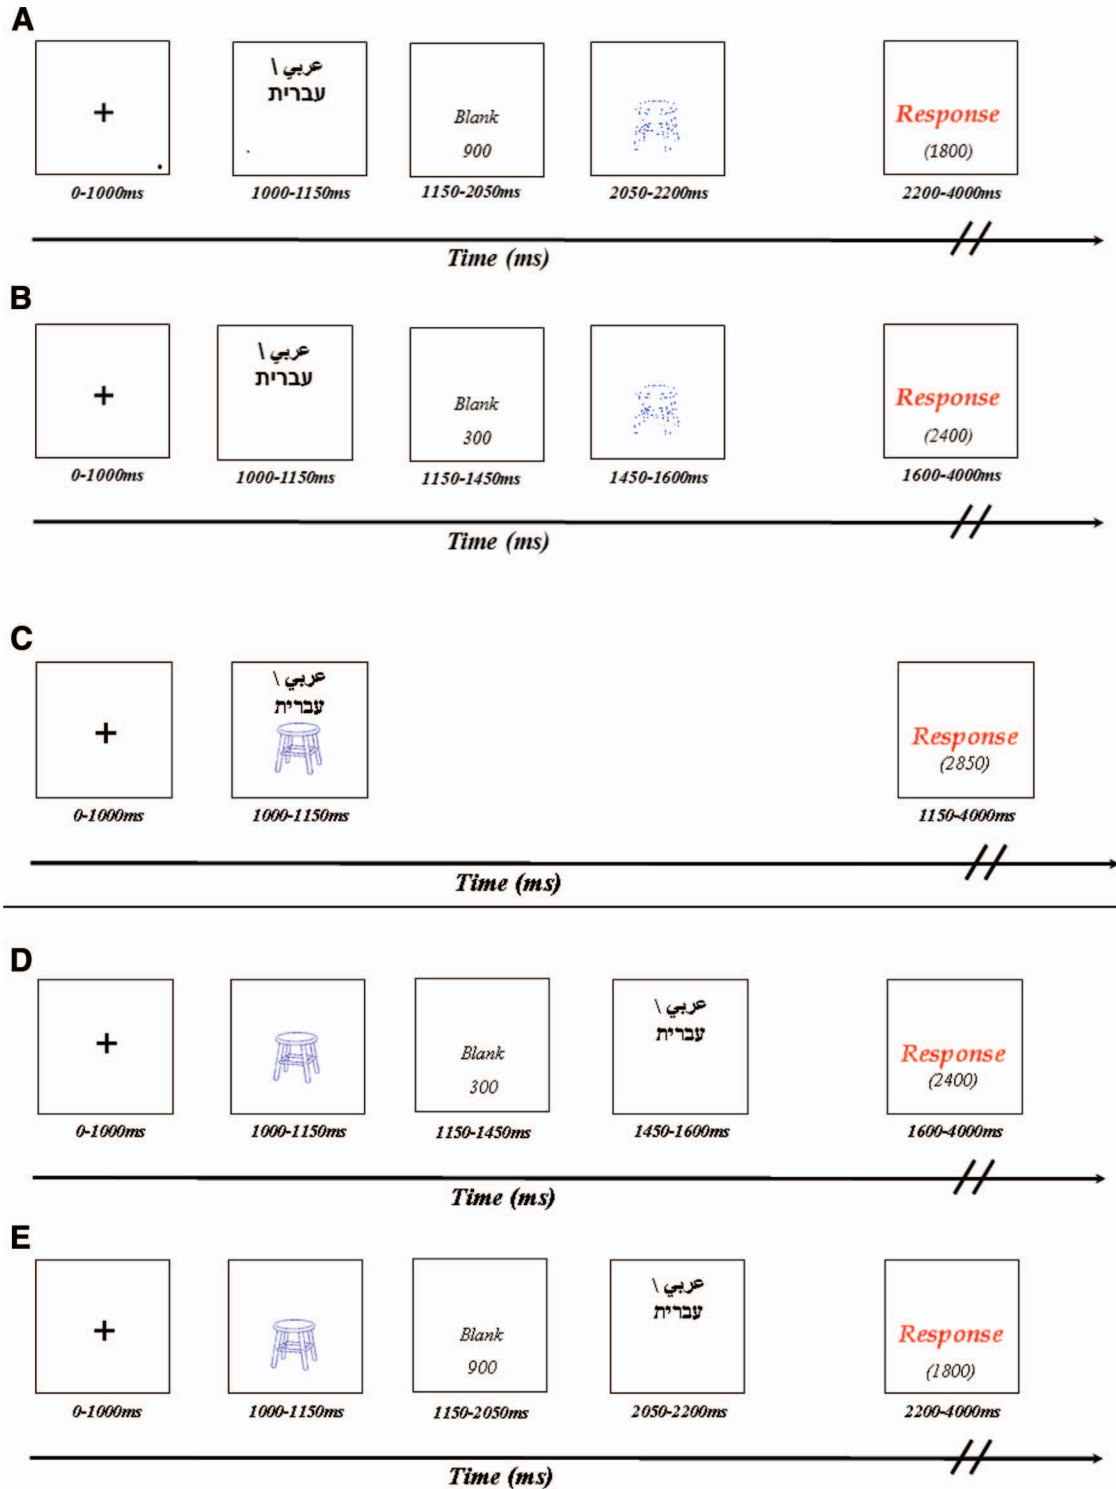 A
+
عربي \
עברית
Blank
900
Response
(1800)
0-1000ms
1000-1150ms
1150-2050ms
2050-2200ms
2200-4000ms
Time (ms)
B
+
عربي \
עברית
Blank
300
Response
(2400)
0-1000ms
1000-1150ms
1150-1450ms
1450-1600ms
1600-4000ms
Time (ms)
C
+
عربي \
עברית
Response
(2850)
0-1000ms
1000-1150ms
1150-4000ms
Time (ms)
D
+
Blank
300
عربي \
עברית
Response
(2400)
0-1000ms
1000-1150ms
1150-1450ms
1450-1600ms
1600-4000ms
Time (ms)
E
+
Blank
900
عربي \
עברית
Response
(1800)
0-1000ms
1000-1150ms
1150-2050ms
2050-2200ms
2200-4000ms
Time (ms)